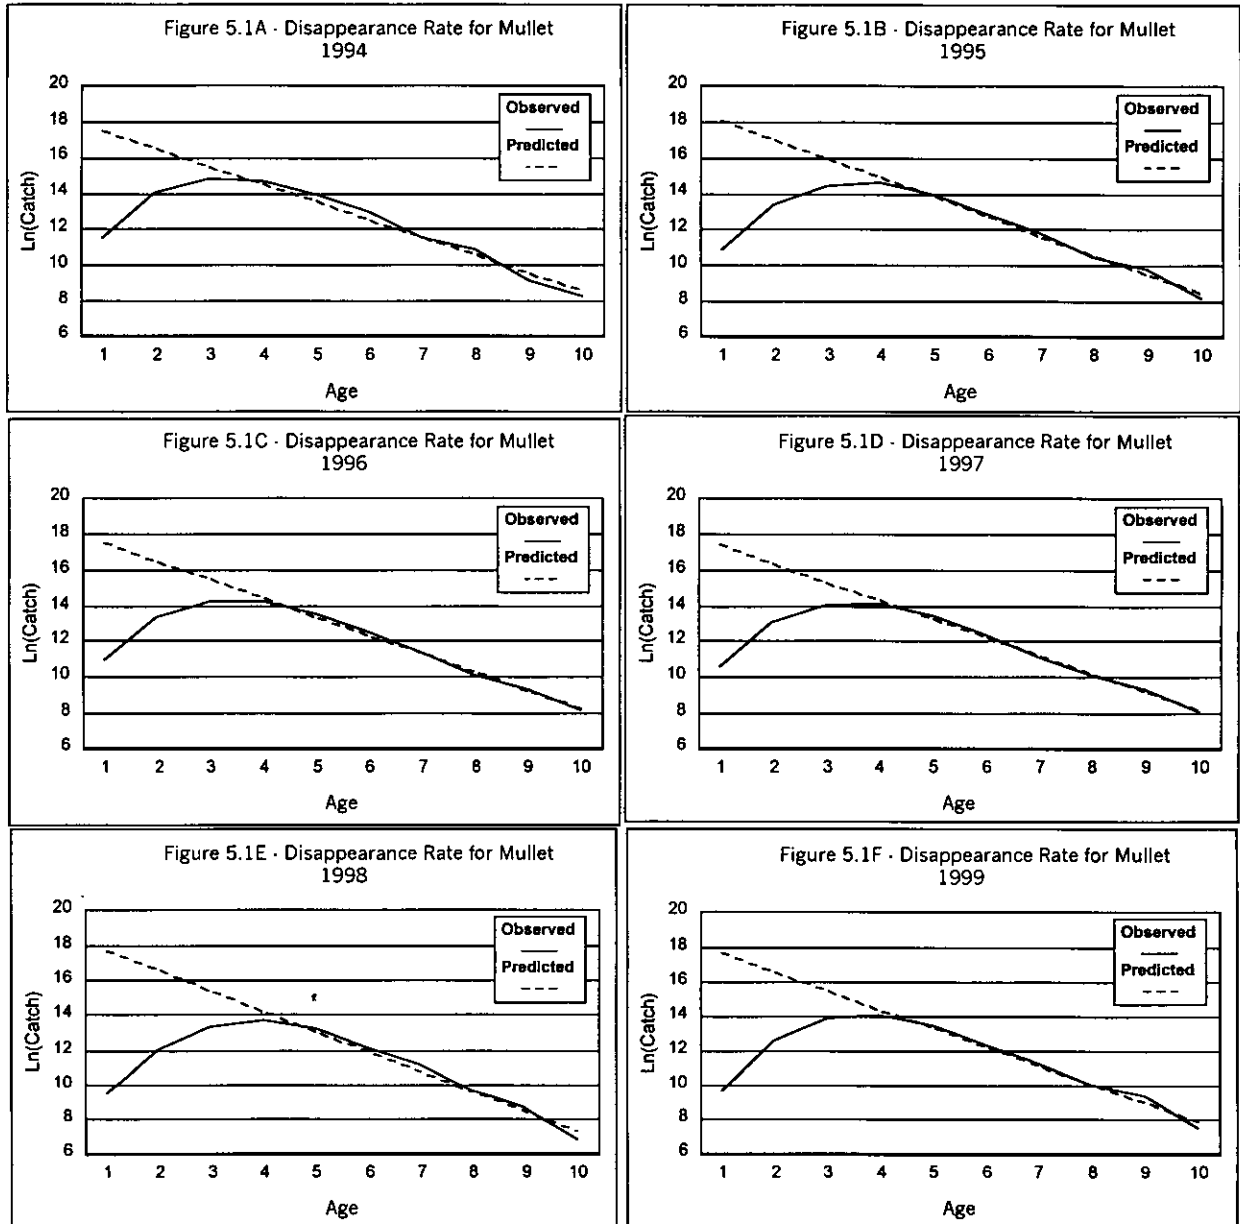 Figure 5.1A - Disappearance Rate for Mullet
1994
20
18
16
14
12
10
8
6
Ln(Catch)
Observed
Predicted
1 2 3 4 5 6 7 8 9 10
Age
Figure 5.1B - Disappearance Rate for Mullet
1995
20
18
16
14
12
10
8
6
Ln(Catch)
Observed
Predicted
1 2 3 4 5 6 7 8 9 10
Age
Figure 5.1C - Disappearance Rate for Mullet
1996
20
18
16
14
12
10
8
6
Ln(Catch)
Observed
Predicted
1 2 3 4 5 6 7 8 9 10
Age
Figure 5.1D - Disappearance Rate for Mullet
1997
20
18
16
14
12
10
8
6
Ln(Catch)
Observed
Predicted
1 2 3 4 5 6 7 8 9 10
Age
Figure 5.1E - Disappearance Rate for Mullet
1998
20
18
16
14
12
10
8
6
Ln(Catch)
Observed
Predicted
1 2 3 4 5 6 7 8 9 10
Age
Figure 5.1F - Disappearance Rate for Mullet
1999
20
18
16
14
12
10
8
6
Ln(Catch)
Observed
Predicted
1 2 3 4 5 6 7 8 9 10
Age